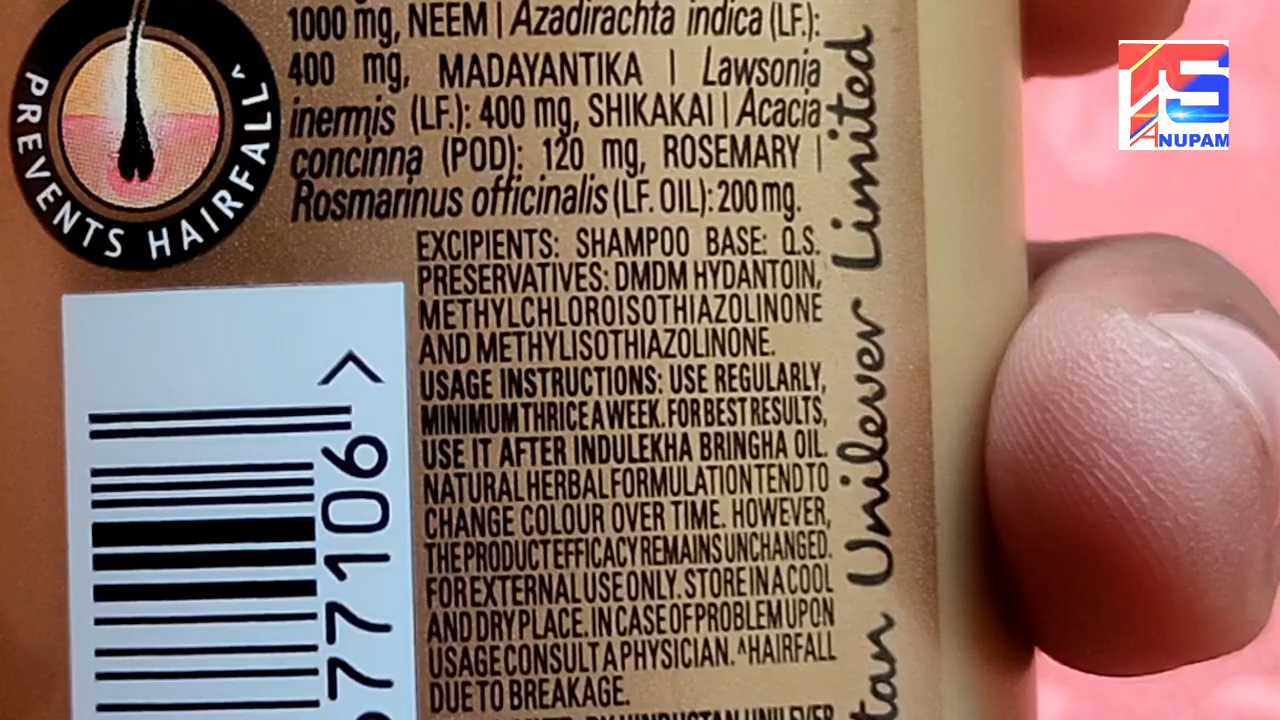 1000 mg, NEEM | Azadirachta indica (LF.):
400 mg, MADAYANTIKA | Lawsonia
inermis (LF.): 400 mg, SHIKAKAI | Acacia
concinna (POD): 120 mg, ROSEMARY |
Rosmarinus officinalis (LF. OIL): 200 mg.
PREVENTS HAIRFALL^
EXCIPIENTS: SHAMPOO BASE: Q.S.
PRESERVATIVES: DMDM HYDANTOIN,
METHYLCHLOROISOTHIAZOLINONE
AND METHYLISOTHIAZOLINONE.
USAGE INSTRUCTIONS: USE REGULARLY,
MINIMUM THRICE A WEEK. FOR BEST RESULTS,
USE IT AFTER INDULEKHA BRINGHA OIL.
NATURAL HERBAL FORMULATION TEND TO
CHANGE COLOUR OVER TIME. HOWEVER,
THE PRODUCT EFFICACY REMAINS UNCHANGED.
FOR EXTERNAL USE ONLY. STORE IN A COOL
AND DRY PLACE. IN CASE OF PROBLEM UPON
USAGE CONSULT A PHYSICIAN. ^HAIRFALL
DUE TO BREAKAGE.
BY HINDUSTAN UNILEVER
77106>
tan Unilever Limited
AS
ANUPAM